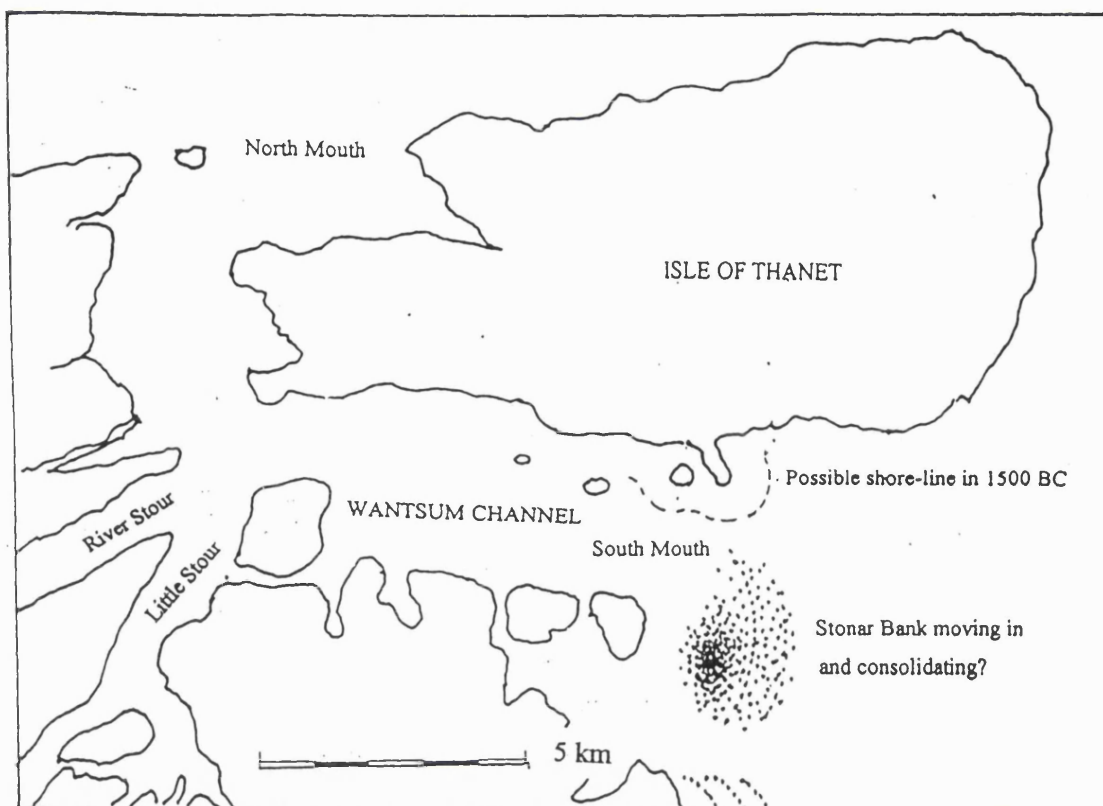 North Mouth
ISLE OF THANET
Possible shore-line in 1500 BC
River Stour
WANTSUM CHANNEL
South Mouth
Little Stour
Stonar Bank moving in
and consolidating?
5 km